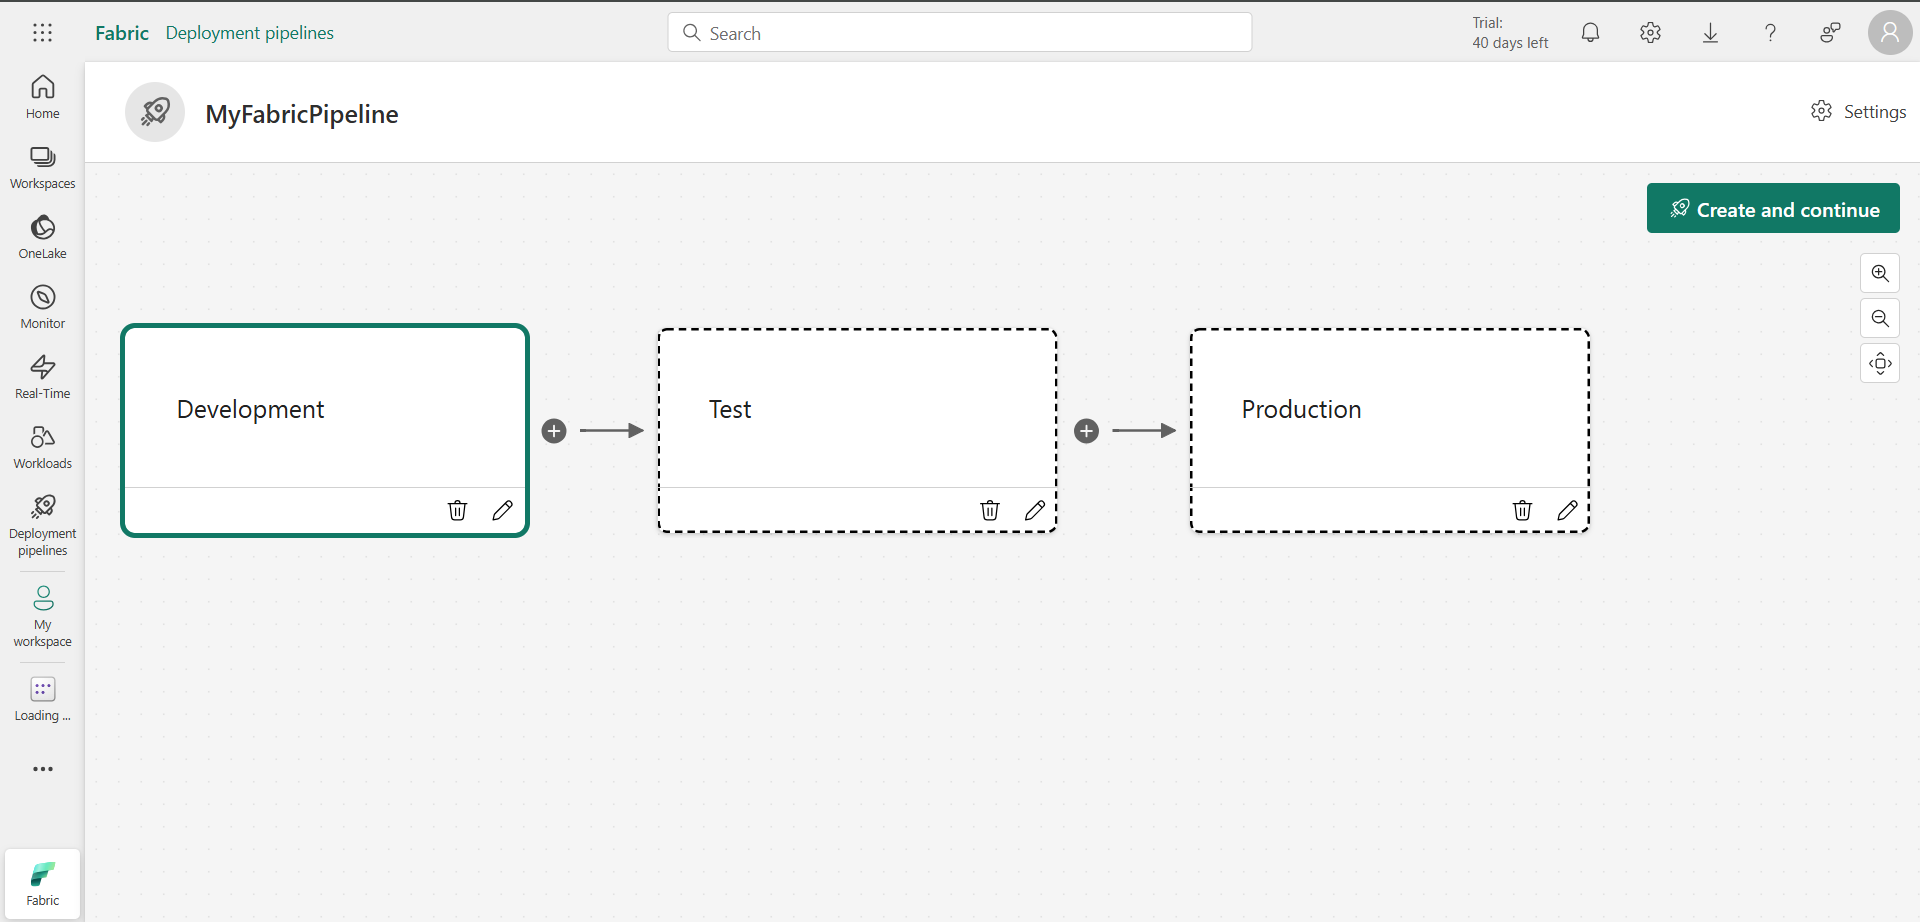 Fabric Deployment pipelines
Search
Trial:
40 days left
Home
Workspaces
OneLake
Monitor
Real-Time
Workloads
Deployment
pipelines
My
workspace
Loading ...
Fabric
MyFabricPipeline
Settings
Create and continue
Development
Test
Production